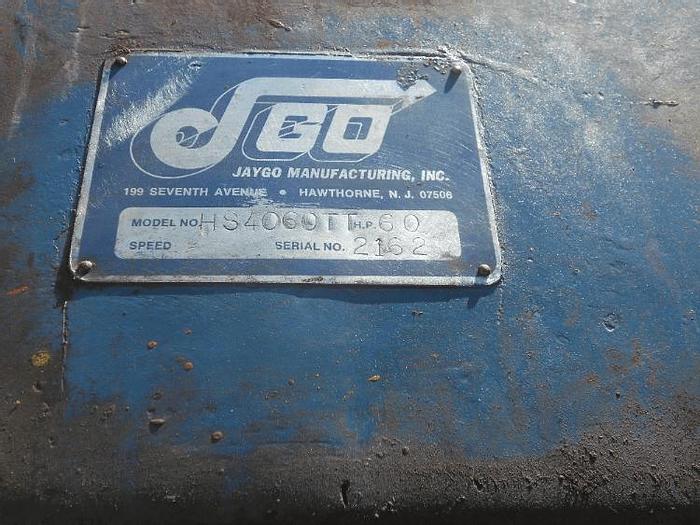 JGO
JAYGO MANUFACTURING, INC.
199 SEVENTH AVENUE • HAWTHORNE, N. J. 07506
MODEL NO. HS4060TT H.P. 60
SPEED SERIAL NO. 2162